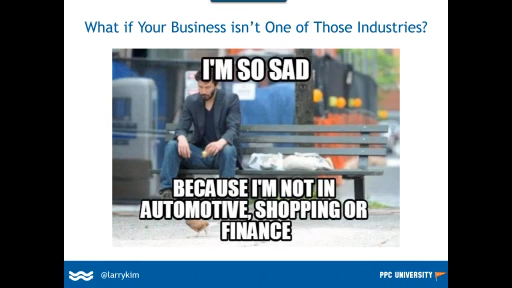 What if Your Business isn't One of Those Industries?
I'M SO SAD
BECAUSE I'M NOT IN
AUTOMOTIVE, SHOPPING OR
FINANCE
@larrykim
PPC UNIVERSITY